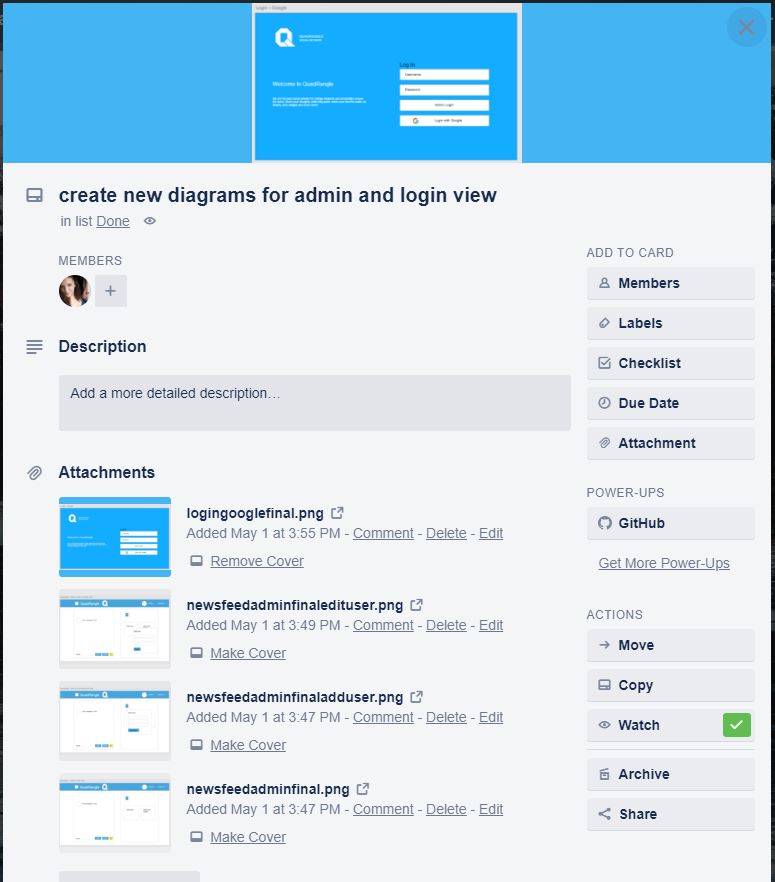 Login - Google
QUADRANGLE
Log In
Username
Welcome to QuadRangle
Password
Admin Login
Login with Google
create new diagrams for admin and login view
in list Done
MEMBERS
+
Description
Add a more detailed description…
Attachments
logingooglefinal.png
Added May 1 at 3:55 PM - Comment - Delete - Edit
Remove Cover
newsfeedadminfinaledituser.png
Added May 1 at 3:49 PM - Comment - Delete - Edit
Make Cover
newsfeedadminfinaladduser.png
Added May 1 at 3:47 PM - Comment - Delete - Edit
Make Cover
newsfeedadminfinal.png
Added May 1 at 3:47 PM - Comment - Delete - Edit
Make Cover
ADD TO CARD
Members
Labels
Checklist
Due Date
Attachment
POWER-UPS
GitHub
Get More Power-Ups
ACTIONS
Move
Copy
Watch
Archive
Share